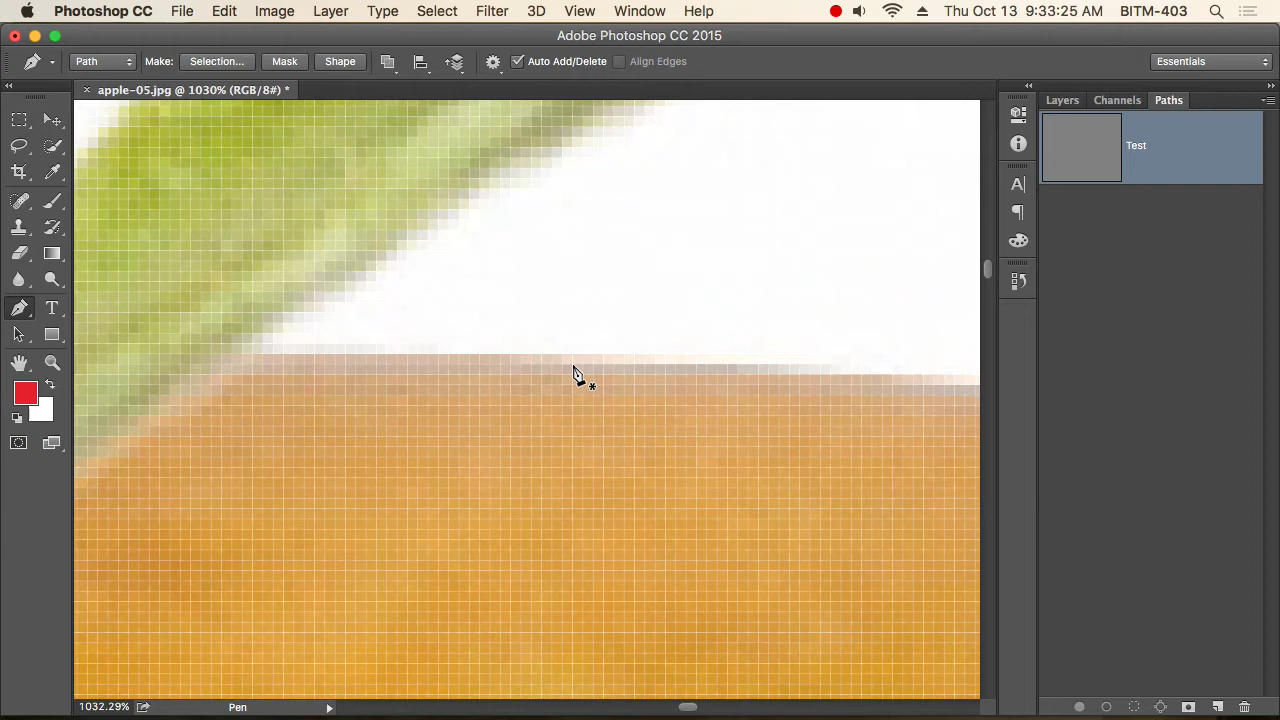 Photoshop CC File Edit Image Layer Type Select Filter 3D View Window Help Thu Oct 13 9:33:25 AM BITM-403
Adobe Photoshop CC 2015
Path Make: Selection... Mask Shape Auto Add/Delete Align Edges Essentials
apple-05.jpg @ 1030% (RGB/8#) *
Layers Channels Paths
Test
1032.29% Pen